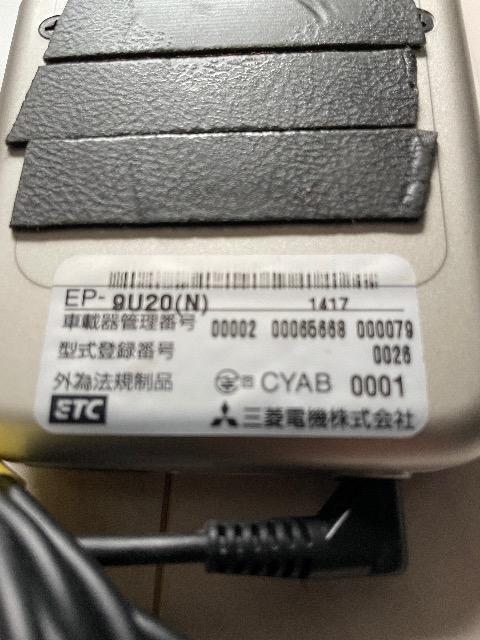 EP-9U20(N) 1417
車載器管理番号 00002 00065668 000079
型式登録番号 0026
外為法規制品 CYAB 0001
ETC 三菱電機株式会社